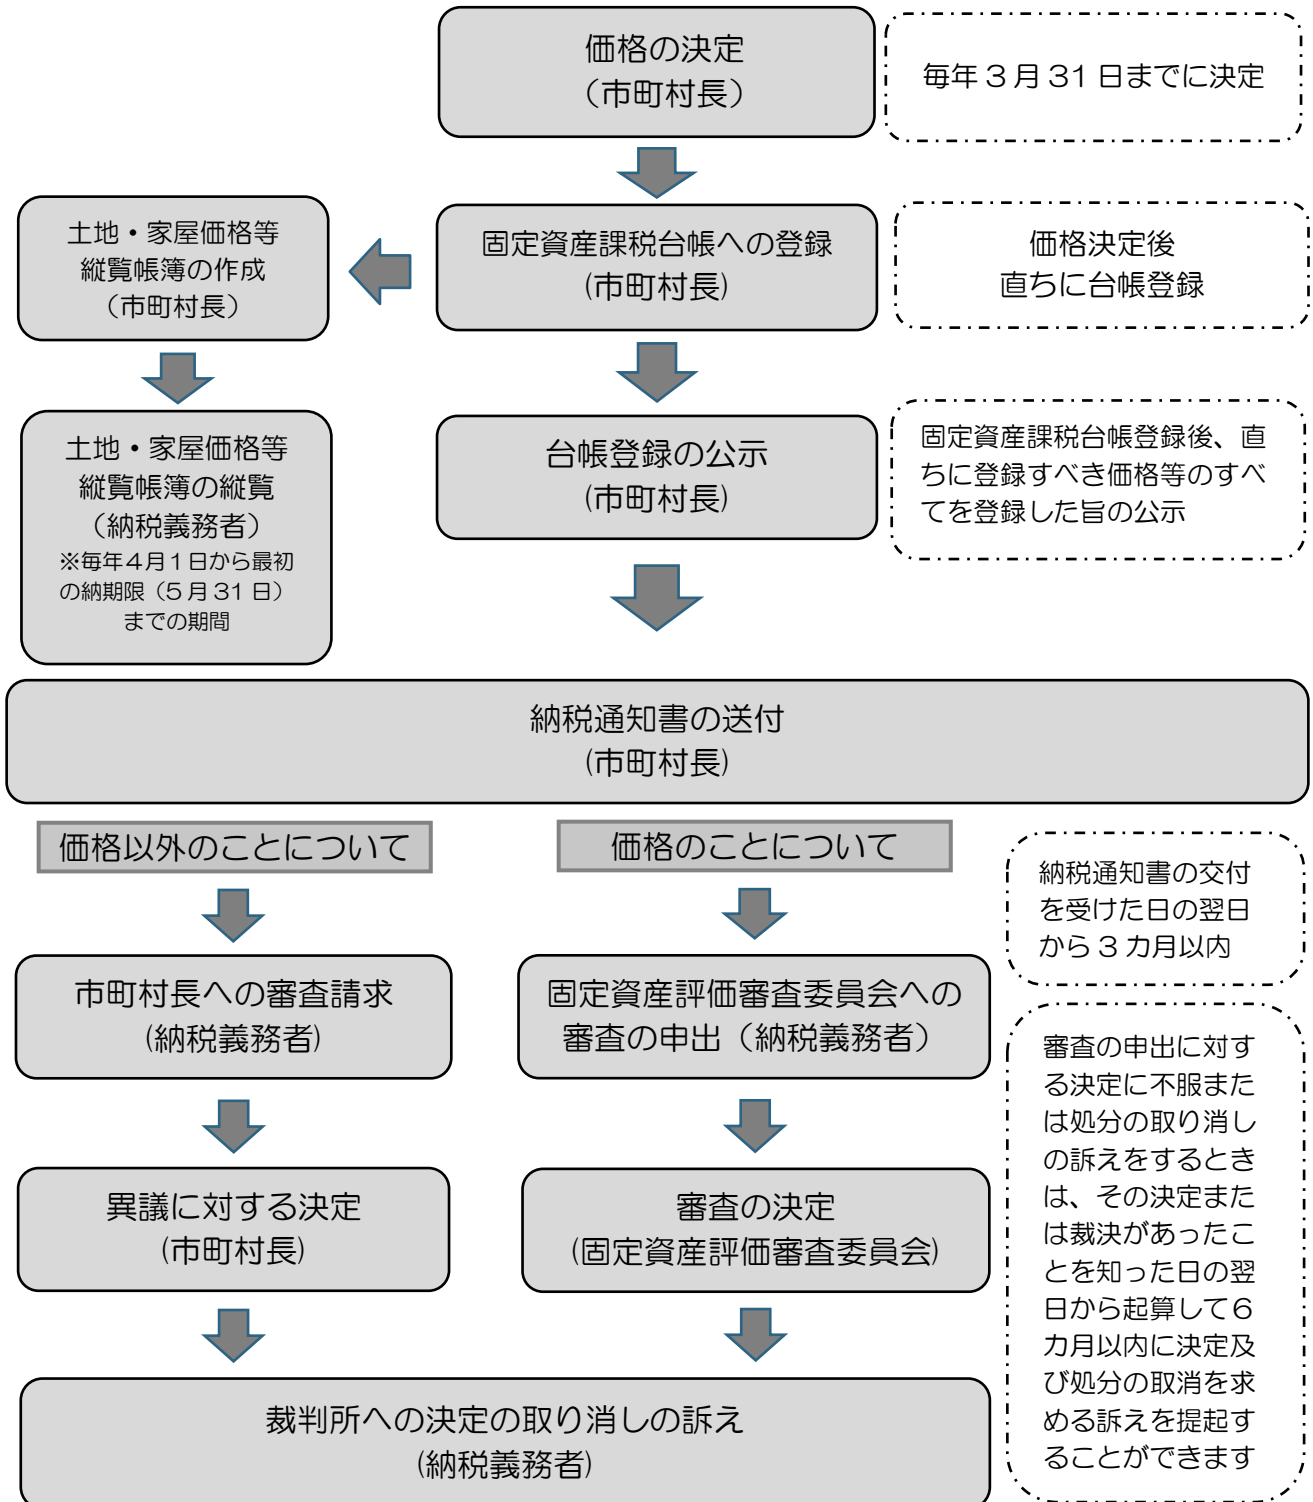 価格の決定
（市町村長）
毎年３月 31 日までに決定
土地・家屋価格等
縦覧帳簿の作成
（市町村長）
固定資産課税台帳への登録
(市町村長)
価格決定後
直ちに台帳登録
土地・家屋価格等
縦覧帳簿の縦覧
（納税義務者）
※毎年４月１日から最初
の納期限（５月 31 日）
までの期間
台帳登録の公示
(市町村長)
固定資産課税台帳登録後、直
ちに登録すべき価格等のすべ
てを登録した旨の公示
納税通知書の送付
(市町村長)
価格以外のことについて
価格のことについて
納税通知書の交付
を受けた日の翌日
から３カ月以内
市町村長への審査請求
(納税義務者)
固定資産評価審査委員会への
審査の申出（納税義務者）
異議に対する決定
(市町村長)
審査の決定
(固定資産評価審査委員会)
審査の申出に対す
る決定に不服また
は処分の取り消し
の訴えをするとき
は、その決定また
は裁決があったこ
とを知った日の翌
日から起算して６
カ月以内に決定及
び処分の取消を求
める訴えを提起す
ることができます
裁判所への決定の取り消しの訴え
(納税義務者)